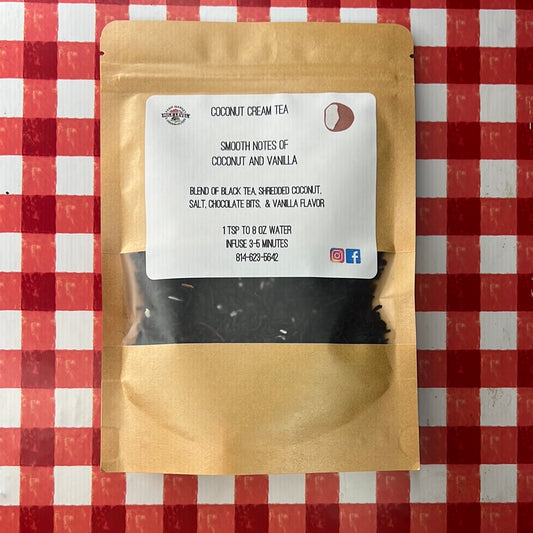 COCONUT CREAM TEA
SMOOTH NOTES OF
COCONUT AND VANILLA
BLEND OF BLACK TEA, SHREDDED COCONUT,
SALT, CHOCOLATE BITS, & VANILLA FLAVOR
1 TSP TO 8 OZ WATER
INFUSE 3-5 MINUTES
814-623-5642